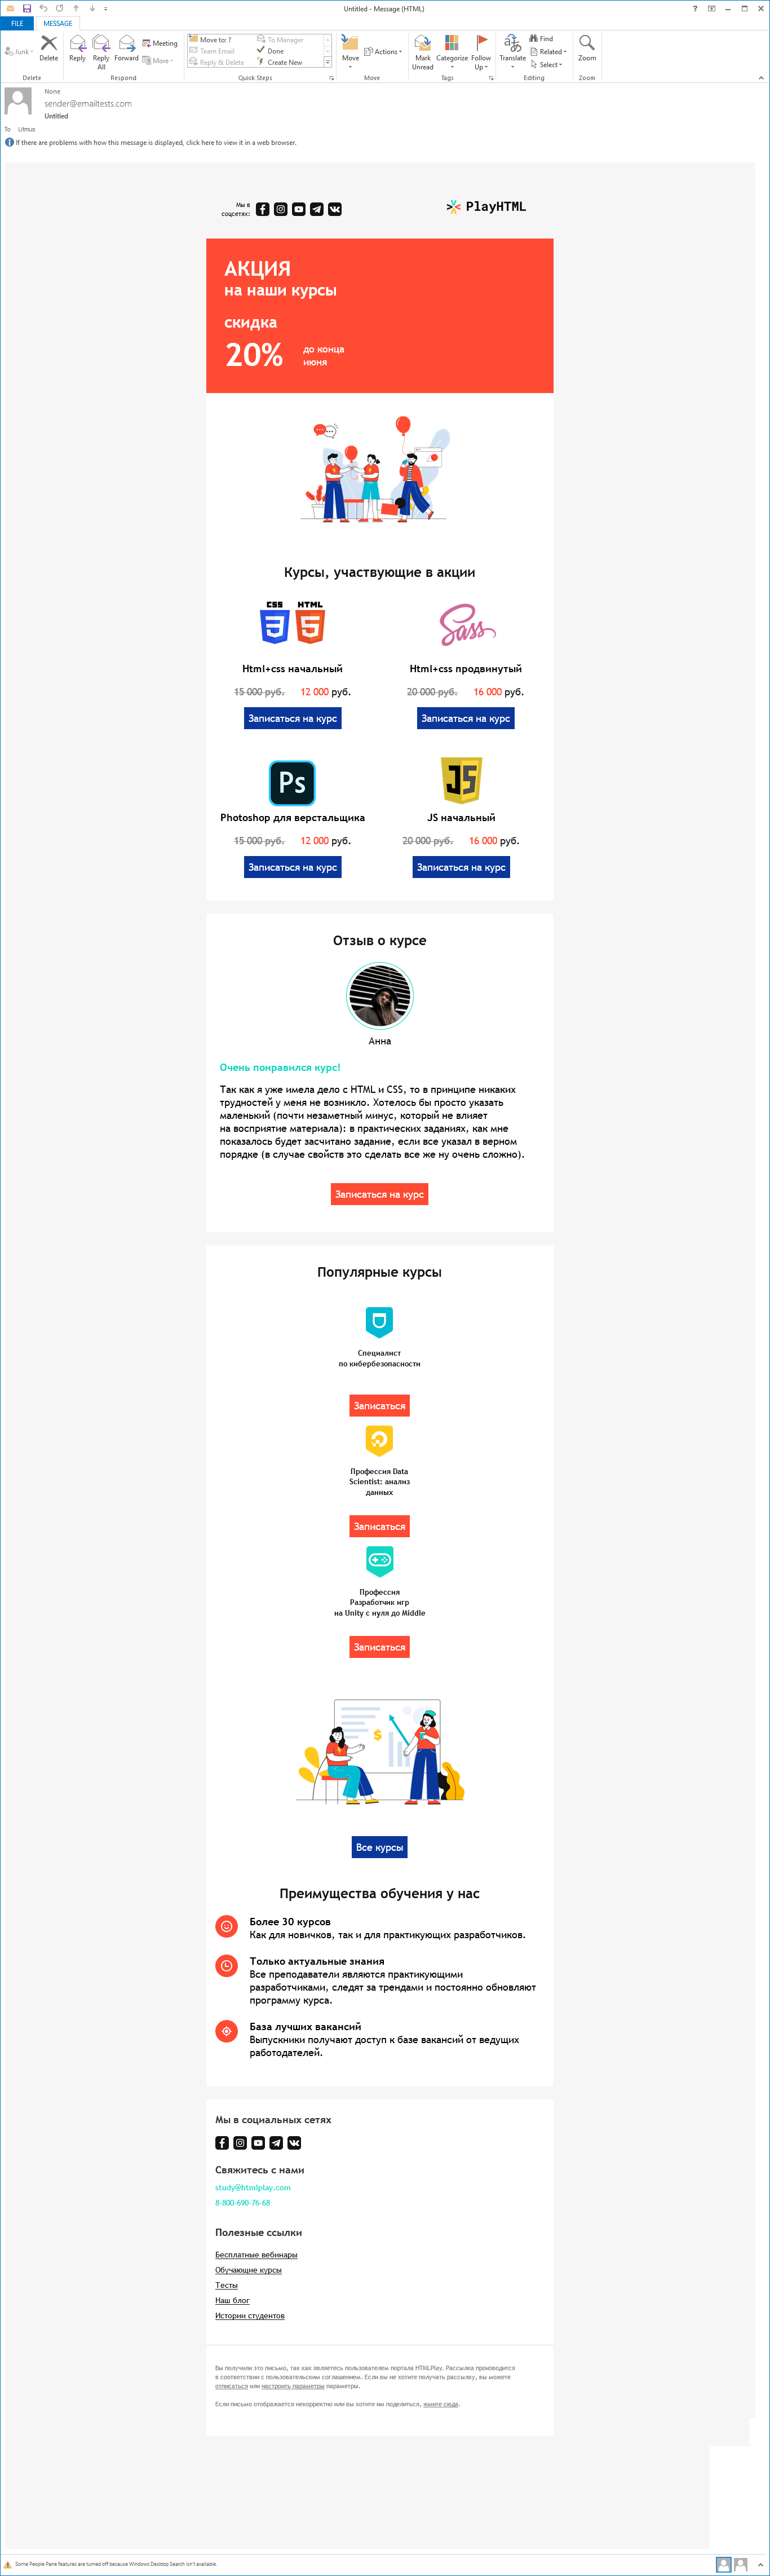 Untitled - Message (HTML)
FILE
MESSAGE
Junk
Delete
Reply
Reply All
Forward
Meeting
More
Move to: ?
Team Email
Reply & Delete
To Manager
Done
Create New
Move
Actions
Mark Unread
Categorize
Follow Up
Translate
Find
Related
Select
Zoom
Delete
Respond
Quick Steps
Move
Tags
Editing
Zoom
None
sender@emailtests.com
Untitled
To Litmus
If there are problems with how this message is displayed, click here to view it in a web browser.
Мы в
соцсетях:
PlayHTML
АКЦИЯ
на наши курсы
скидка
20%
до конца
июня
Курсы, участвующие в акции
CSS HTML
3 5
Sass
Html+css начальный
Html+css продвинутый
15 000 руб. 12 000 руб.
20 000 руб. 16 000 руб.
Записаться на курс
Записаться на курс
Ps
JS
Photoshop для верстальщика
JS начальный
15 000 руб. 12 000 руб.
20 000 руб. 16 000 руб.
Записаться на курс
Записаться на курс
Отзыв о курсе
Анна
Очень понравился курс!
Так как я уже имела дело с HTML и CSS, то в принципе никаких
трудностей у меня не возникло. Хотелось бы просто указать
маленький (почти незаметный минус, который не влияет
на восприятие материала): в практических заданиях, как мне
показалось будет засчитано задание, если все указал в верном
порядке (в случае свойств это сделать все же ну очень сложно).
Записаться на курс
Популярные курсы
Специалист
по кибербезопасности
Записаться
Профессия Data
Scientist: анализ
данных
Записаться
Профессия
Разработчик игр
на Unity с нуля до Middle
Записаться
$
Все курсы
Преимущества обучения у нас
Более 30 курсов
Как для новичков, так и для практикующих разработчиков.
Только актуальные знания
Все преподаватели являются практикующими
разработчиками, следят за трендами и постоянно обновляют
программу курса.
База лучших вакансий
Выпускники получают доступ к базе вакансий от ведущих
работодателей.
Мы в социальных сетях
Свяжитесь с нами
study@htmlplay.com
8-800-690-76-68
Полезные ссылки
Бесплатные вебинары
Обучающие курсы
Тесты
Наш блог
Истории студентов
Вы получили это письмо, так как являетесь пользователем портала HTMLPlay. Рассылка производится
в соответствии с пользовательским соглашением. Если вы не хотите получать рассылку, вы можете
отписаться или настроить параметры параметры.
Если письмо отображается некорректно или вы хотите им поделиться, жмите сюда.
Some People Pane features are turned off because Windows Desktop Search isn't available.